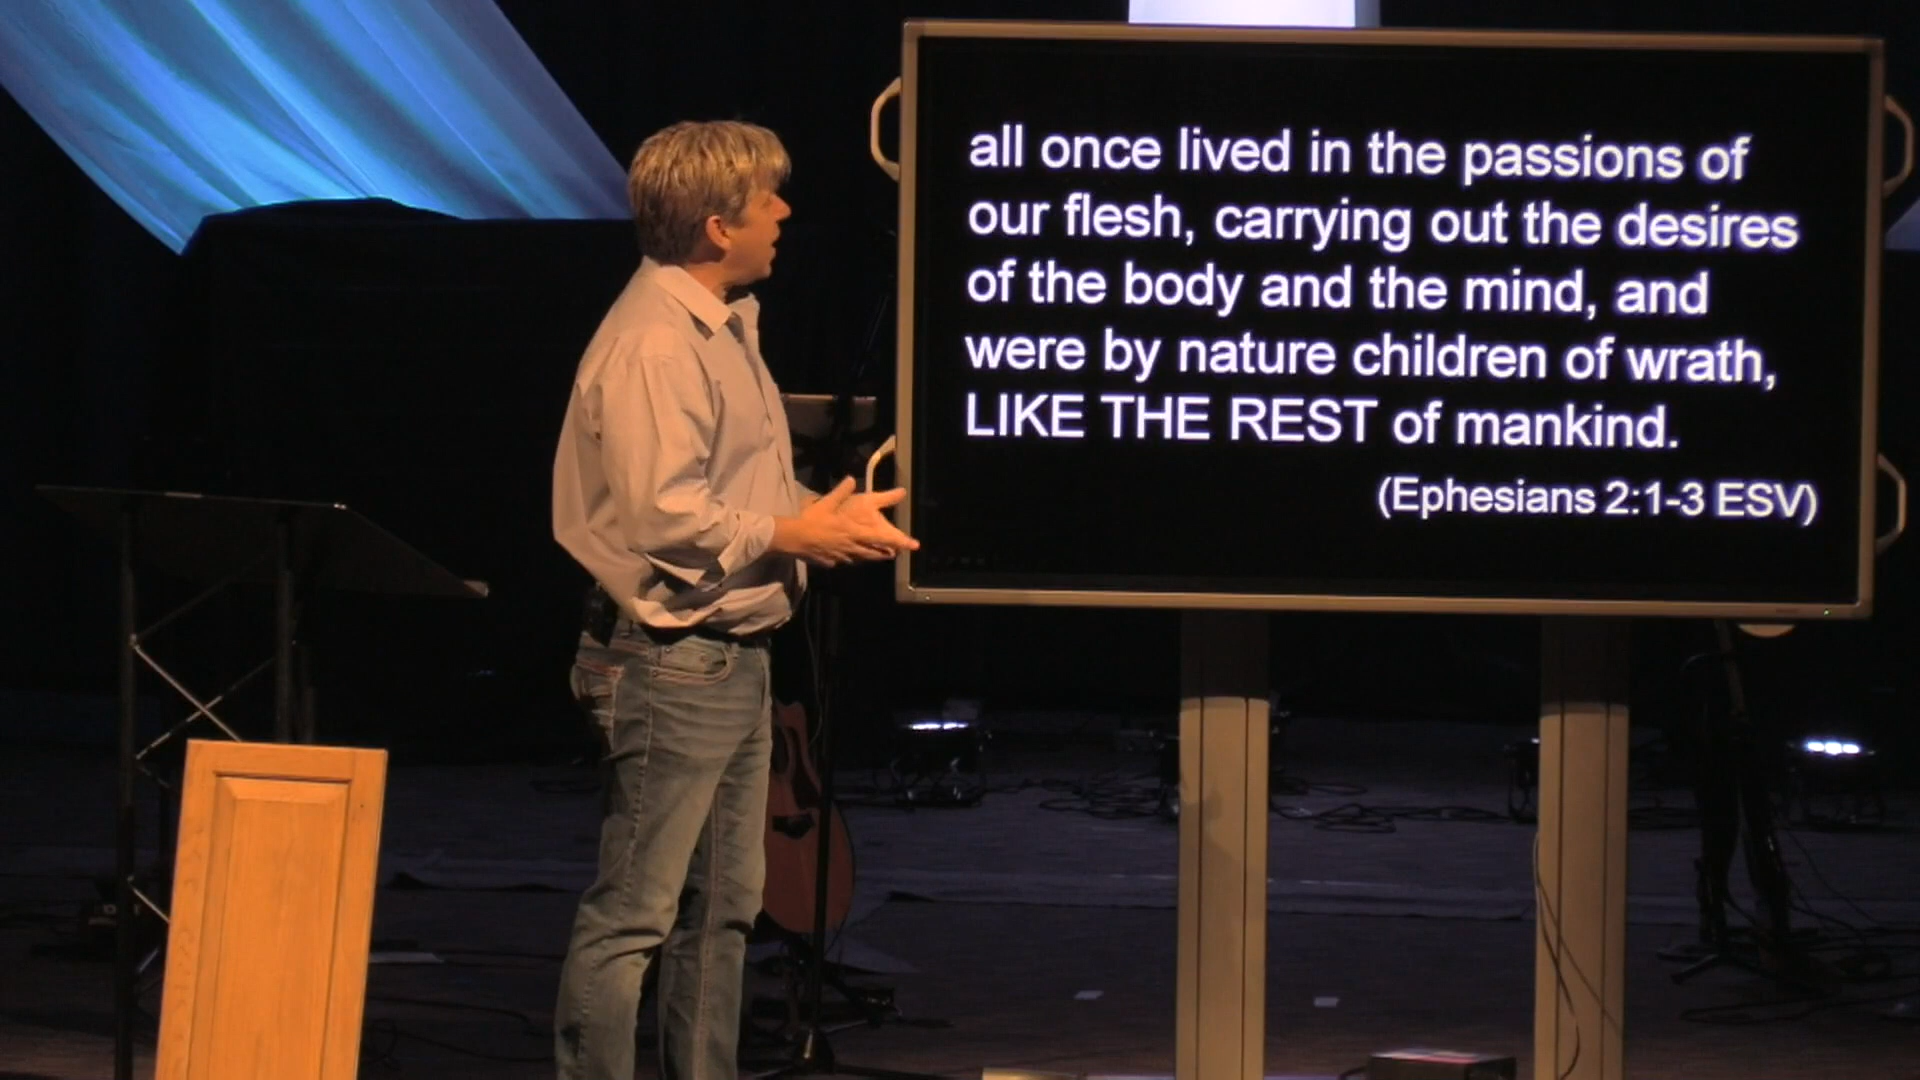 all once lived in the passions of
our flesh, carrying out the desires
of the body and the mind, and
were by nature children of wrath,
LIKE THE REST of mankind.
(Ephesians 2:1-3 ESV)